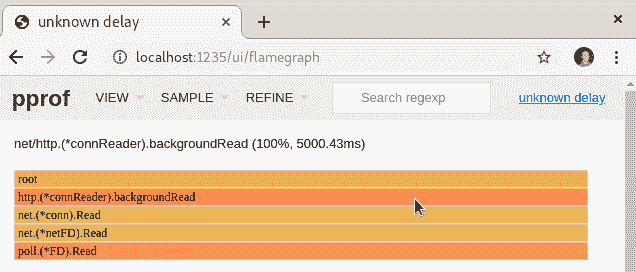 unknown delay
localhost:1235/ui/flamegraph
pprof VIEW SAMPLE REFINE Search regexp unknown delay
net/http.(*connReader).backgroundRead (100%, 5000.43ms)
root
http.(*connReader).backgroundRead
net.(*conn).Read
net.(*netFD).Read
poll.(*FD).Read